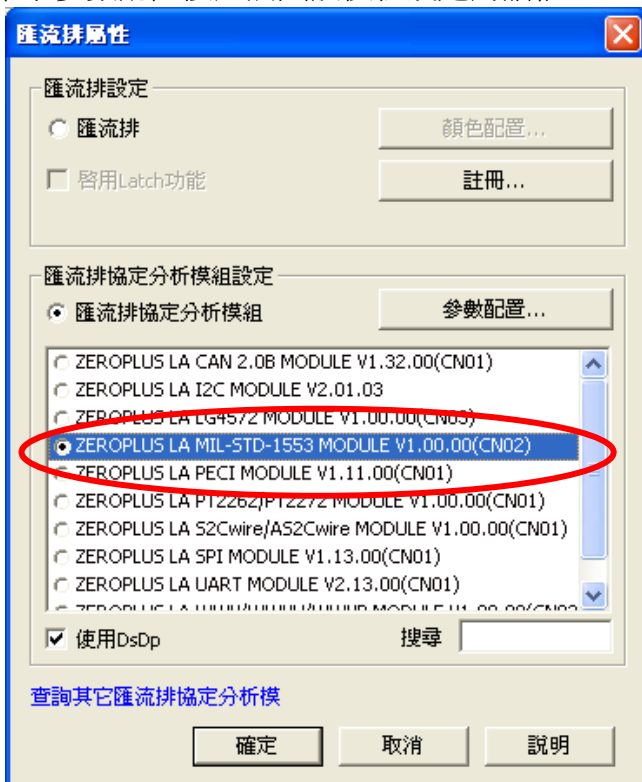 匯流排屬性
匯流排設定
匯流排
顏色配置...
啓用Latch功能
註冊...
匯流排協定分析模組設定
匯流排協定分析模組
參數配置...
ZEROPLUS LA CAN 2.0B MODULE V1.32.00(CN01)
ZEROPLUS LA I2C MODULE V2.01.03
ZEROPLUS LA LG4572 MODULE V1.00.00(CN03)
ZEROPLUS LA MIL-STD-1553 MODULE V1.00.00(CN02)
ZEROPLUS LA PECI MODULE V1.11.00(CN01)
ZEROPLUS LA PT2262/PT2272 MODULE V1.00.00(CN01)
ZEROPLUS LA S2Cwire/AS2Cwire MODULE V1.00.00(CN01)
ZEROPLUS LA SPI MODULE V1.13.00(CN01)
ZEROPLUS LA UART MODULE V2.13.00(CN01)
使用DsDp
搜尋
查詢其它匯流排協定分析模
確定
取消
說明